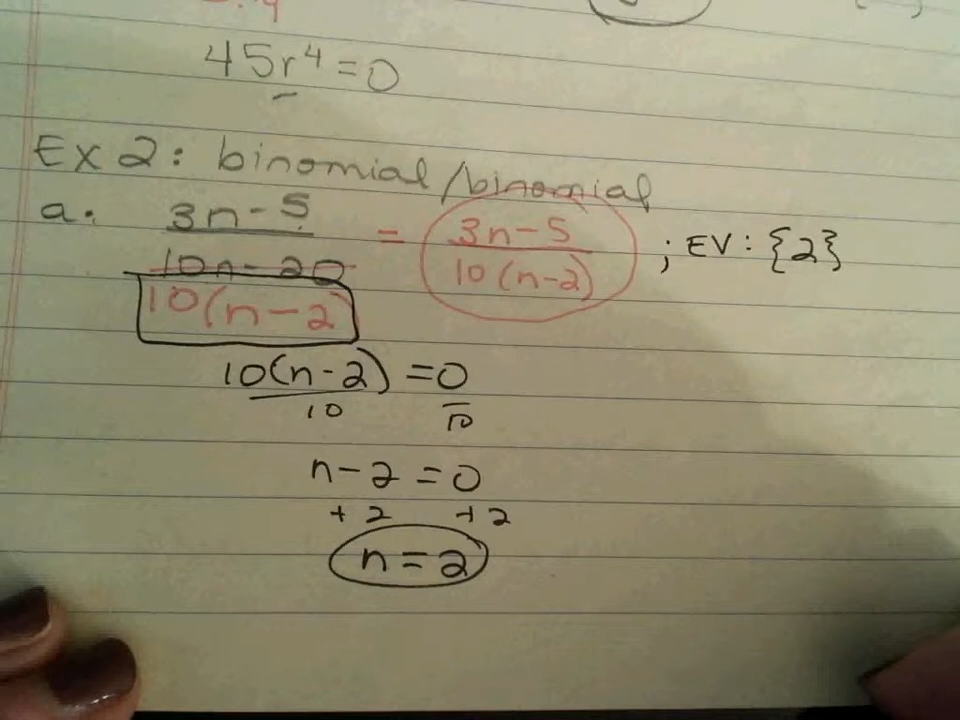 45r⁴ = 0
Ex 2: binomial/binomial
a. 3n-5 / 10n-20 = 3n-5 / 10(n-2) ; EV: {2}
10(n-2
10(n-2) = 0
10 10
n-2 = 0
+2 +2
n = 2